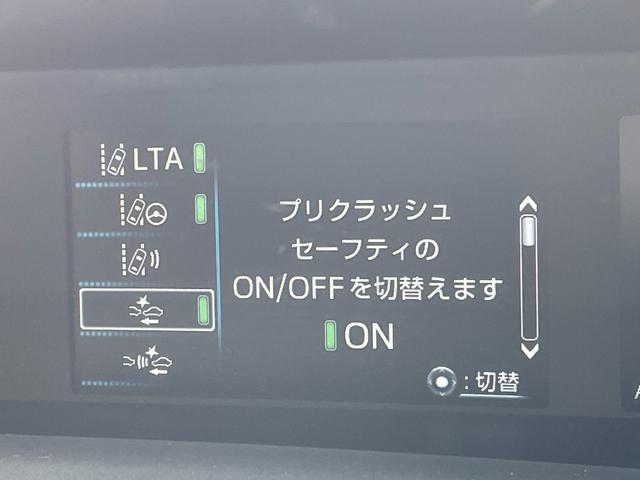 LTA
プリクラッシュ
セーフティの
ON/OFFを切替えます
ON
:切替